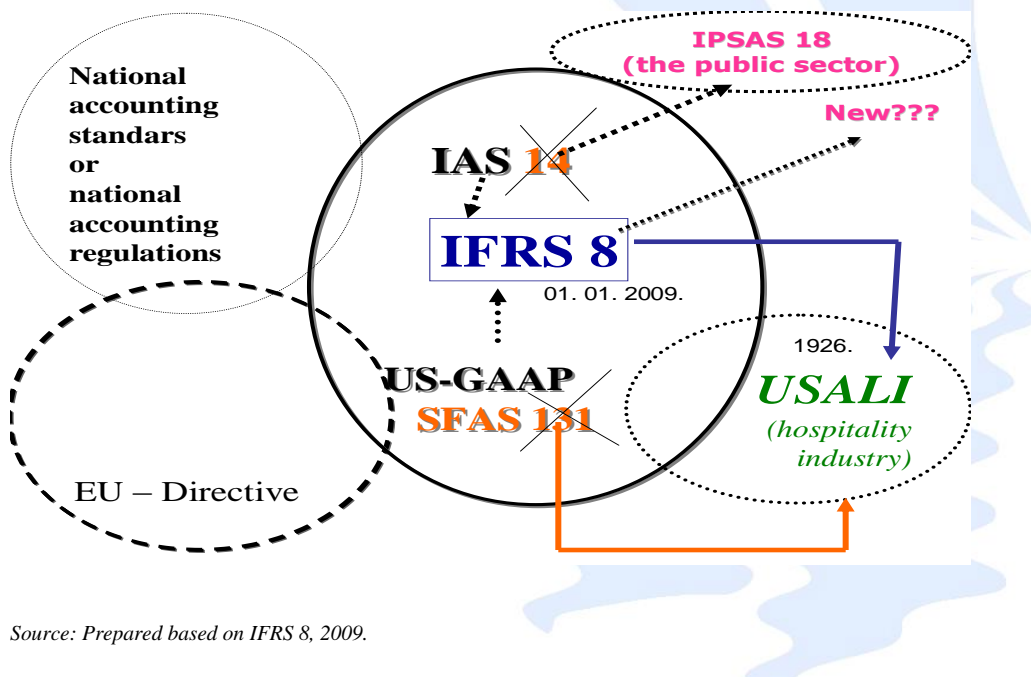 National
accounting
standars
or
national
accounting
regulations
IPSAS 18
(the public sector)
New???
IAS 14
IFRS 8
01. 01. 2009.
US-GAAP
SFAS 131
1926.
USALI
(hospitality
industry)
EU – Directive
Source: Prepared based on IFRS 8, 2009.